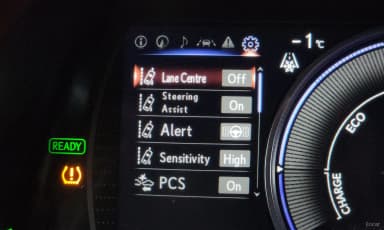 -1°C
Lane Centre Off
Steering
Assist On
Alert
Sensitivity High
PCS On
READY
ECO
CHARGE